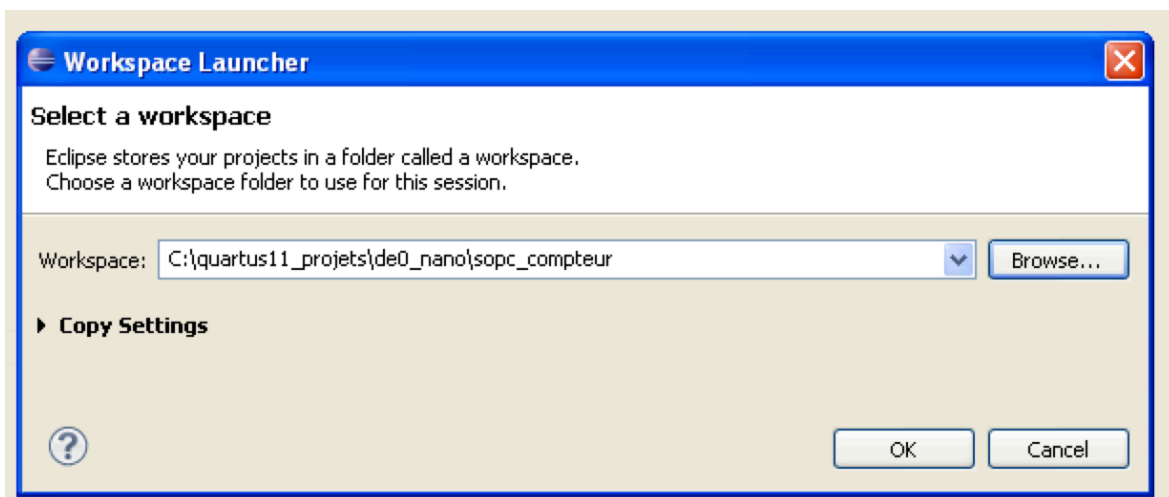 Workspace Launcher
Select a workspace
Eclipse stores your projects in a folder called a workspace.
Choose a workspace folder to use for this session.
Workspace: C:\quartus11_projets\de0_nano\sopc_compteur Browse...
Copy Settings
? OK Cancel